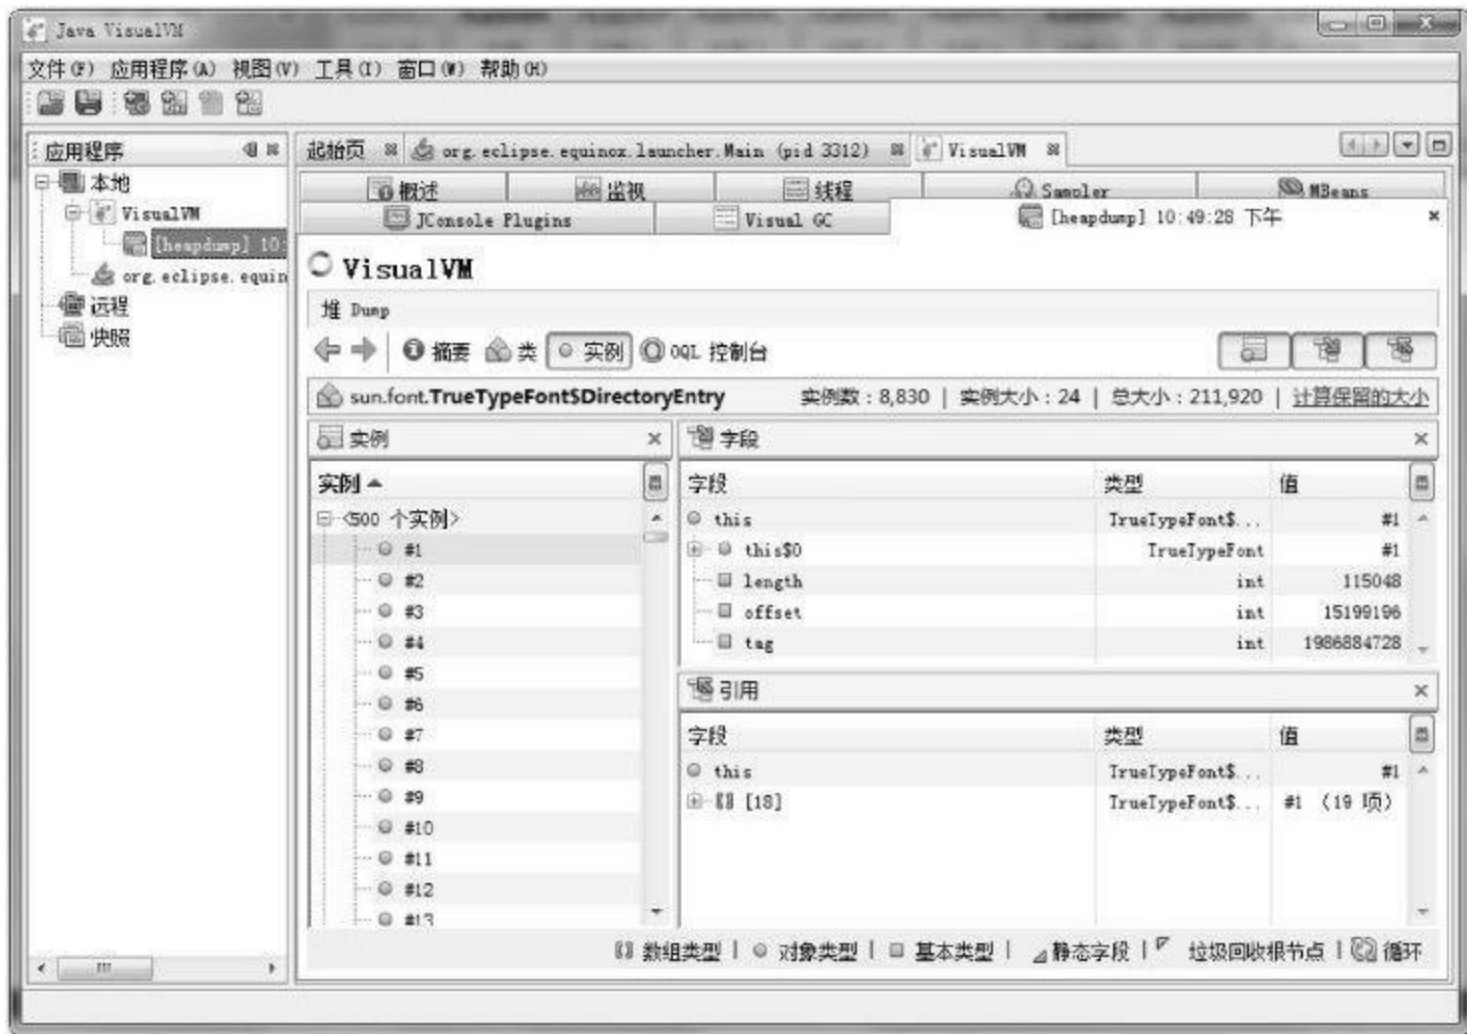 Java VisualVM
文件(F) 应用程序(A) 视图(V) 工具(T) 窗口(W) 帮助(H)
应用程序
本地
VisualVM
[heapdump] 10:
org.eclipse.equin
远程
快照
起始页 org.eclipse.equinox.launcher.Main (pid 3312) VisualVM
概述 监视 线程 Sampler MBeans
JConsole Plugins Visual GC [heapdump] 10:49:28 下午
VisualVM
堆 Dump
摘要 类 实例 OQL 控制台
sun.font.TrueTypeFont$DirectoryEntry 实例数：8,830 | 实例大小：24 | 总大小：211,920 | 计算保留的大小
实例
实例
<500 个实例>
#1
#2
#3
#4
#5
#6
#7
#8
#9
#10
#11
#12
#13
字段
字段 类型 值
this TrueTypeFont$... #1
this$0 TrueTypeFont #1
length int 115048
offset int 15199196
tag int 1986884728
引用
字段 类型 值
this TrueTypeFont$... #1
[18] TrueTypeFont$... #1 (19 项)
数组类型 | 对象类型 | 基本类型 | 静态字段 | 垃圾回收根节点 | 循环